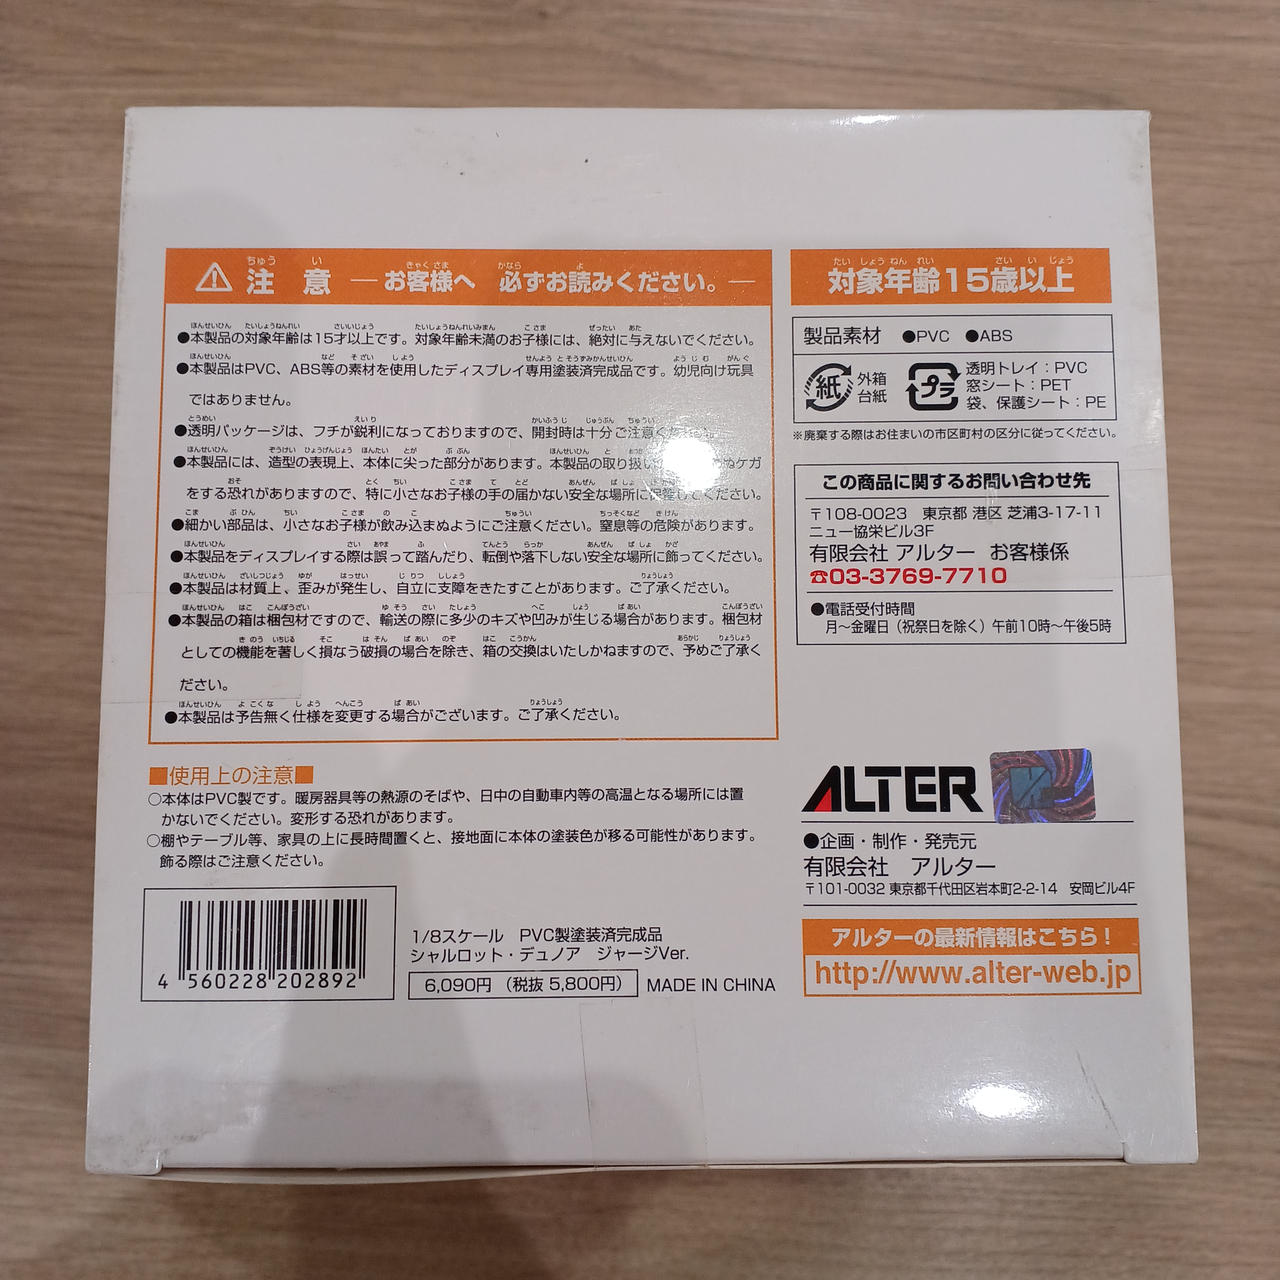 ⚠注意 ―お客様へ 必ずお読みください。―
●本製品の対象年齢は15才以上です。対象年齢未満のお子様には、絶対に与えないでください。
●本製品はPVC、ABS等の素材を使用したディスプレイ専用塗装済完成品です。幼児向け玩具
ではありません。
●透明パッケージは、フチが鋭利になっておりますので、開封時は十分ご注意ください。
●本製品には、造型の表現上、本体に尖った部分があります。本製品の取り扱い
ぬケガ
をする恐れがありますので、特に小さなお子様の手の届かない安全な場所に保管してください。
●細かい部品は、小さなお子様が飲み込まぬようにご注意ください。窒息等の危険があります。
●本製品をディスプレイする際は誤って踏んだり、転倒や落下しない安全な場所に飾ってください。
●本製品は材質上、歪みが発生し、自立に支障をきたすことがあります。ご了承ください。
●本製品の箱は梱包材ですので、輸送の際に多少のキズや凹みが生じる場合があります。梱包材
としての機能を著しく損なう破損の場合を除き、箱の交換はいたしかねますので、予めご了承く
ださい。
●本製品は予告無く仕様を変更する場合がございます。ご了承ください。
■使用上の注意■
○本体はPVC製です。暖房器具等の熱源のそばや、日中の自動車内等の高温となる場所には置
かないでください。変形する恐れがあります。
○棚やテーブル等、家具の上に長時間置くと、接地面に本体の塗装色が移る可能性があります。
飾る際はご注意ください。
4 560228 202892
1/8スケール PVC製塗装済完成品
シャルロット・デュノア ジャージVer.
6,090円 （税抜 5,800円） MADE IN CHINA
対象年齢15歳以上
製品素材 ●PVC ●ABS
紙 外箱
台紙
プラ 透明トレイ：PVC
窓シート：PET
袋、保護シート：PE
※廃棄する際はお住まいの市区町村の区分に従ってください。
この商品に関するお問い合わせ先
〒108-0023 東京都 港区 芝浦3-17-11
ニュー協栄ビル3F
有限会社 アルター お客様係
☎03-3769-7710
●電話受付時間
月～金曜日（祝祭日を除く）午前10時～午後5時
ALTER
●企画・制作・発売元
有限会社 アルター
〒101-0032 東京都千代田区岩本町2-2-14 安岡ビル4F
アルターの最新情報はこちら！
http://www.alter-web.jp